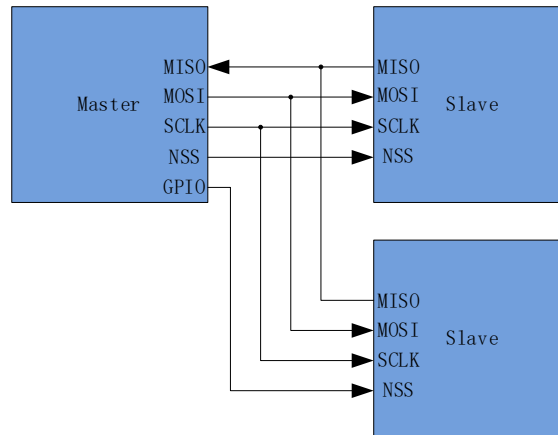 MISO
MOSI
Master
SCLK
NSS
GPIO
MISO
MOSI
Slave
SCLK
NSS
MISO
MOSI
Slave
SCLK
NSS